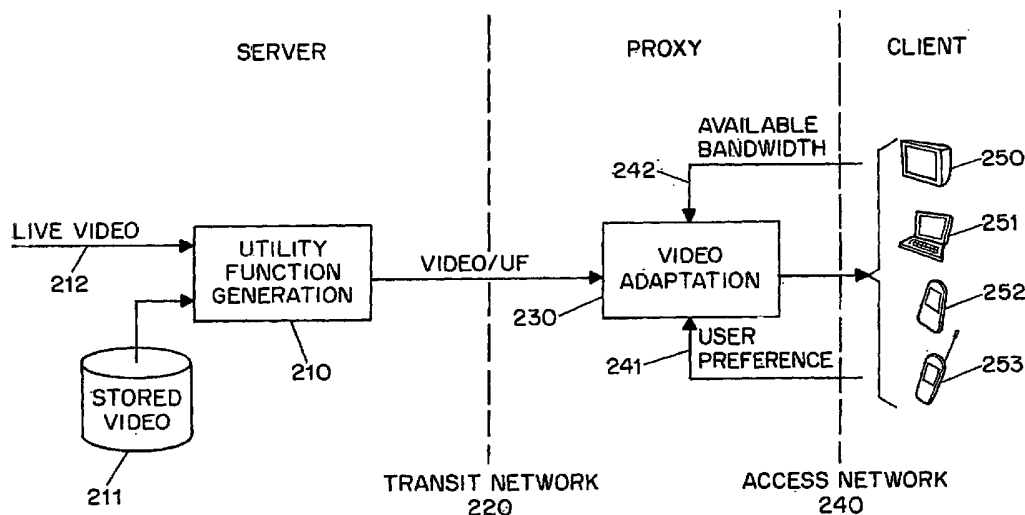 SERVER
PROXY
CLIENT
AVAILABLE
BANDWIDTH
242
250
LIVE VIDEO
212
UTILITY
FUNCTION
GENERATION
210
VIDEO/UF
VIDEO
ADAPTATION
230
251
252
USER
PREFERENCE
241
253
STORED
VIDEO
211
TRANSIT NETWORK
220
ACCESS NETWORK
240